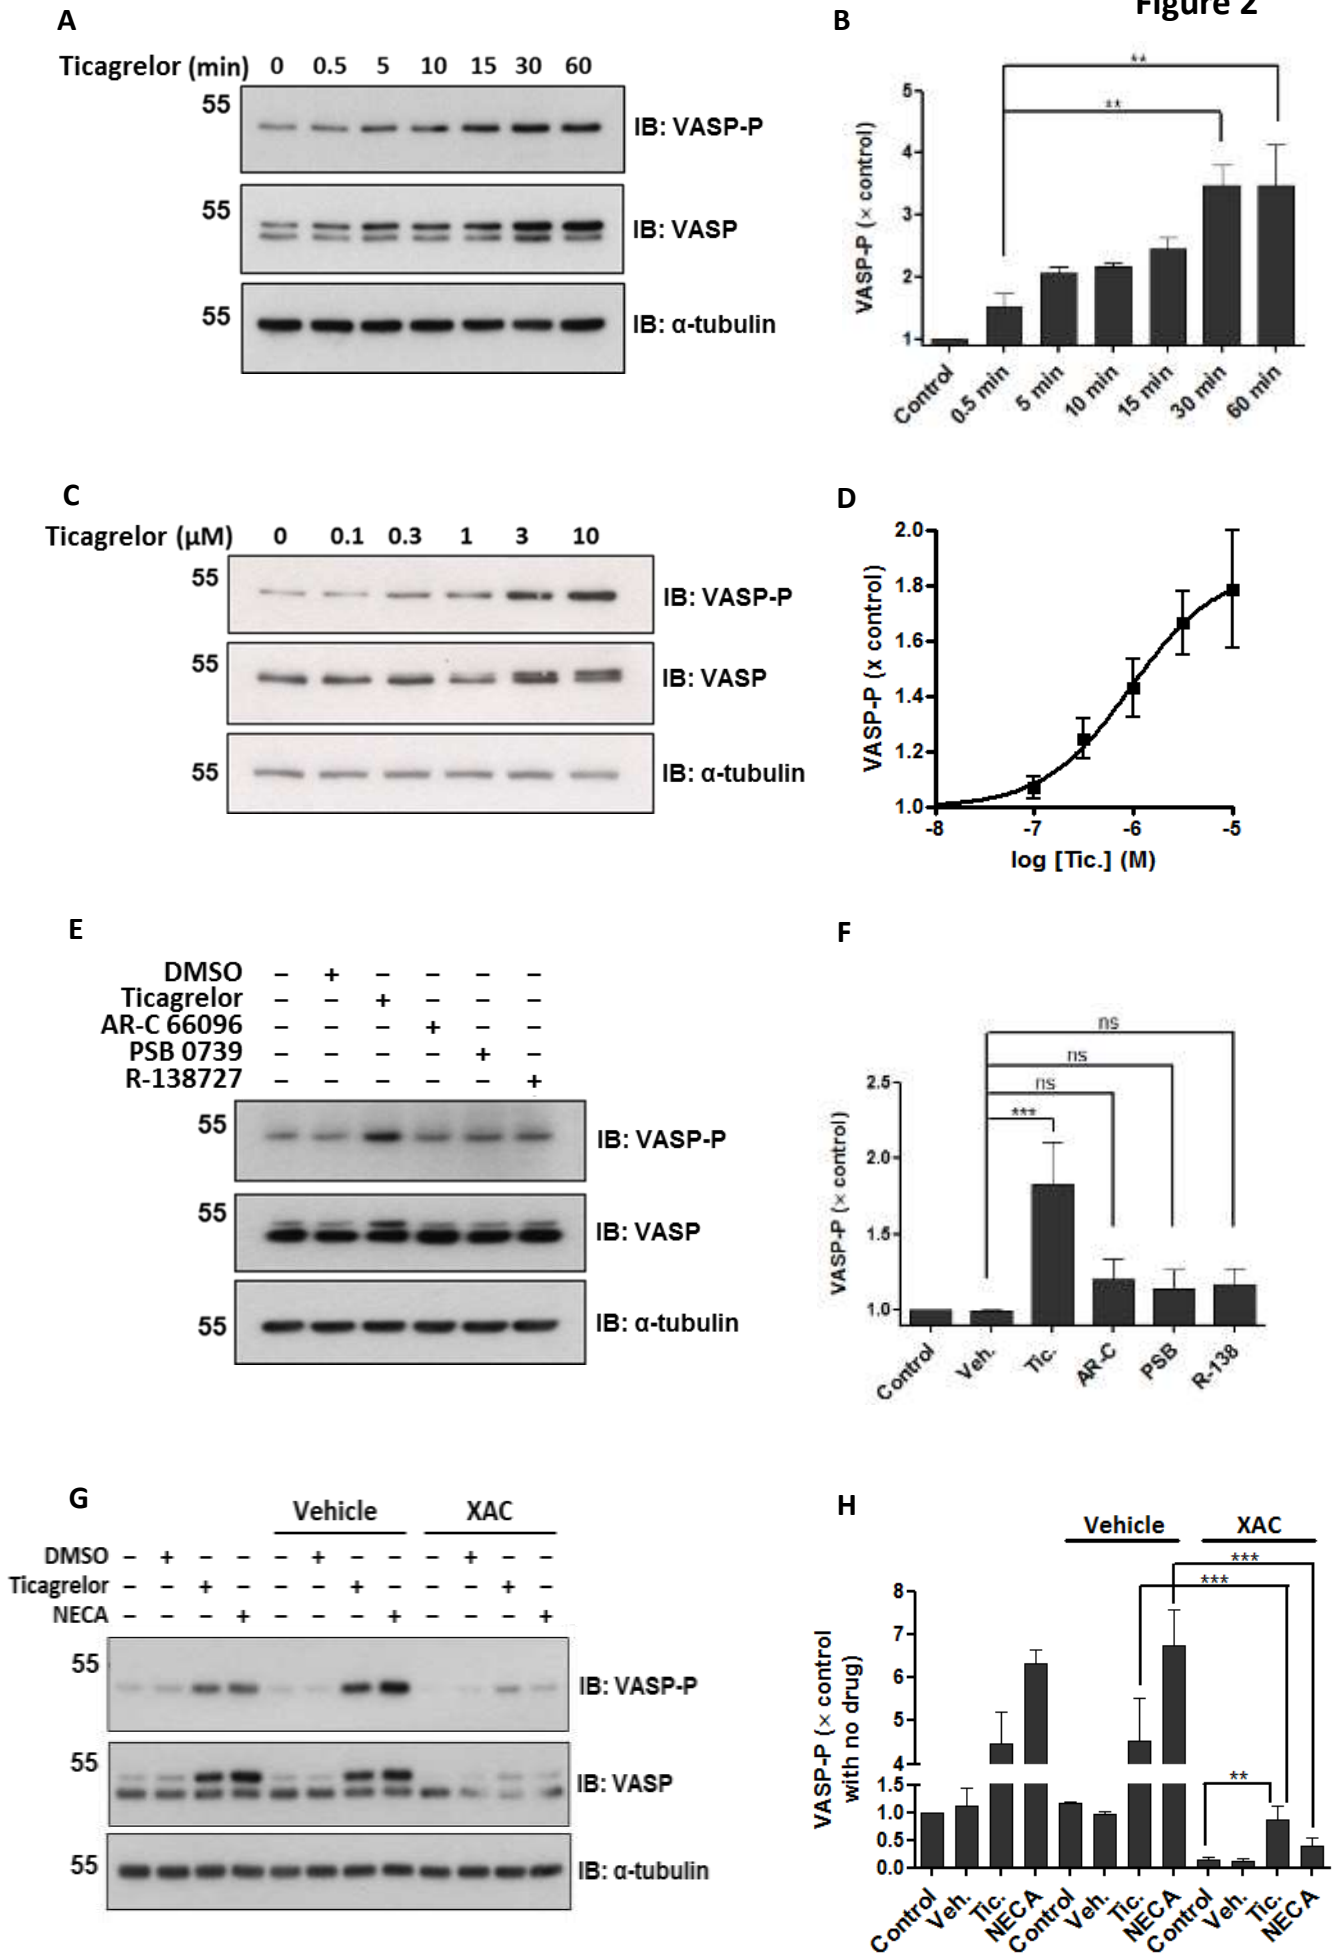 Figure 2
A
Ticagrelor (min) 0 0.5 5 10 15 30 60
55 IB: VASP-P
55 IB: VASP
55 IB: α-tubulin
B
VASP-P (× control)
5
4
3
2
1
**
**
Control 0.5 min 5 min 10 min 15 min 30 min 60 min
C
Ticagrelor (µM) 0 0.1 0.3 1 3 10
55 IB: VASP-P
55 IB: VASP
55 IB: α-tubulin
D
VASP-P (x control)
2.0
1.8
1.6
1.4
1.2
1.0
-8 -7 -6 -5
log [Tic.] (M)
E
DMSO – + – – – –
Ticagrelor – – + – – –
AR-C 66096 – – – + – –
PSB 0739 – – – – + –
R-138727 – – – – – +
55 IB: VASP-P
55 IB: VASP
55 IB: α-tubulin
F
VASP-P (× control)
ns
ns
ns
***
2.5
2.0
1.5
1.0
Control Veh. Tic. AR-C PSB R-138
G
Vehicle XAC
DMSO – + – – – + – – – + – –
Ticagrelor – – + – – – + – – – + –
NECA – – – + – – – + – – – +
55 IB: VASP-P
55 IB: VASP
55 IB: α-tubulin
H
Vehicle XAC
VASP-P (× control
with no drug)
***
***
**
8
7
6
5
4
1.5
1.0
0.5
0.0
Control Veh. Tic. NECA Control Veh. Tic. NECA Control Veh. Tic. NECA